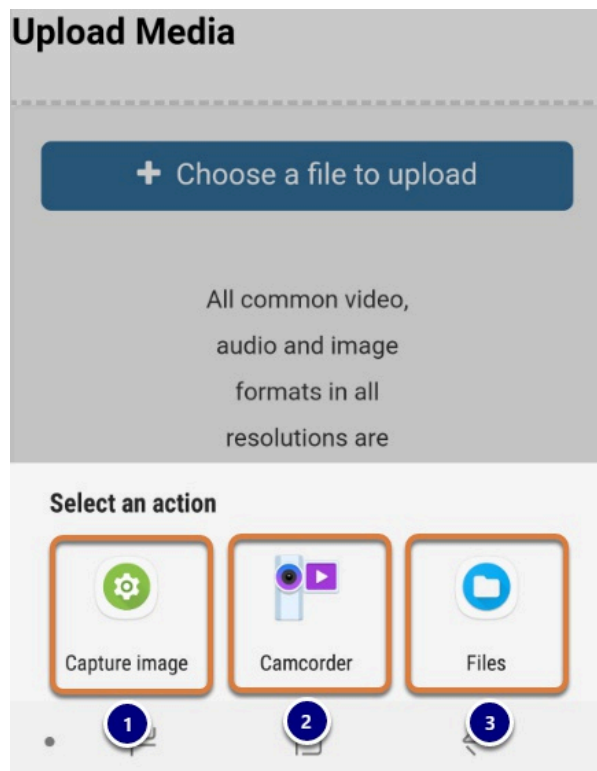 Upload Media
+ Choose a file to upload
All common video,
audio and image
formats in all
resolutions are
Select an action
Capture image
Camcorder
Files
1
2
3